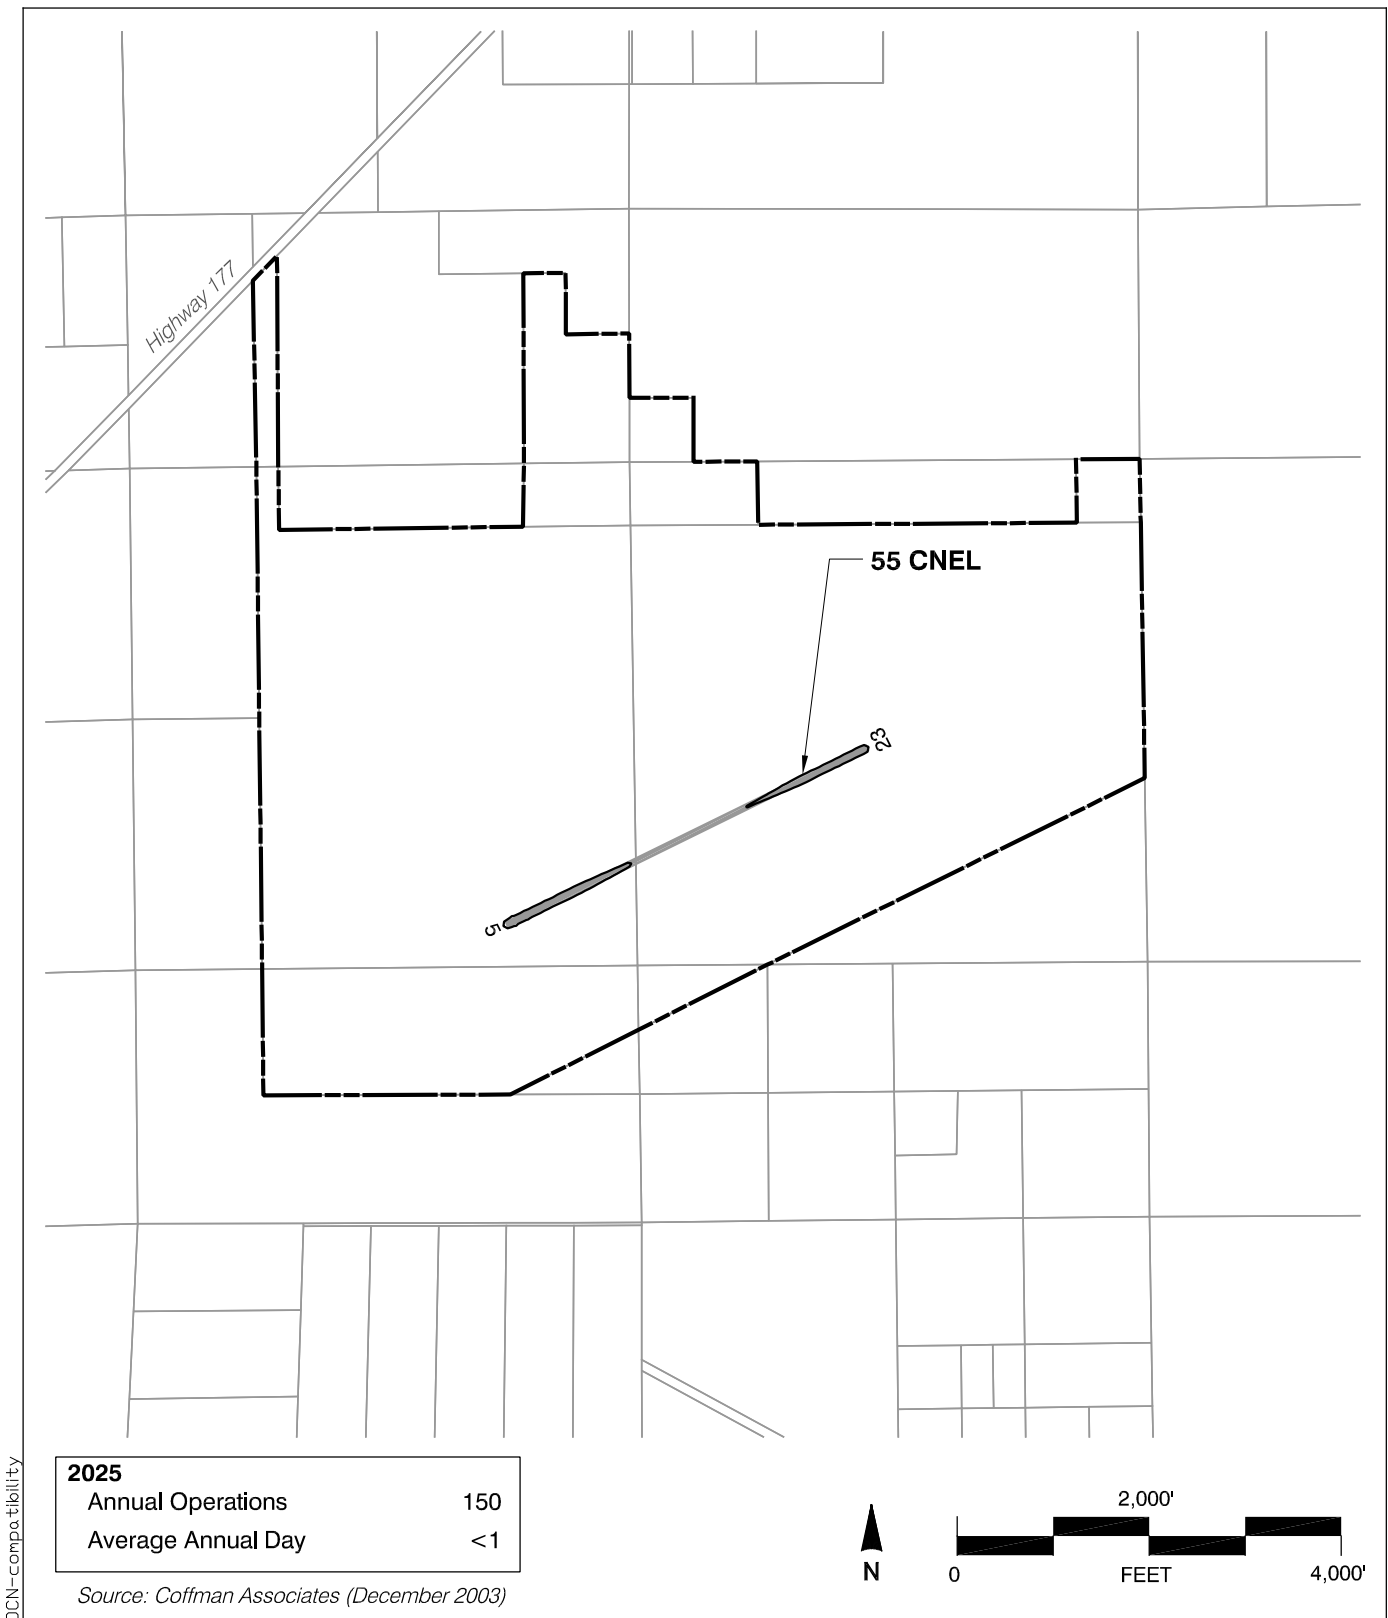 Highway 177
55 CNEL
23
5
2025
Annual Operations 150
Average Annual Day <1
Source: Coffman Associates (December 2003)
N
2,000'
0 FEET 4,000'
OCN-compatibility